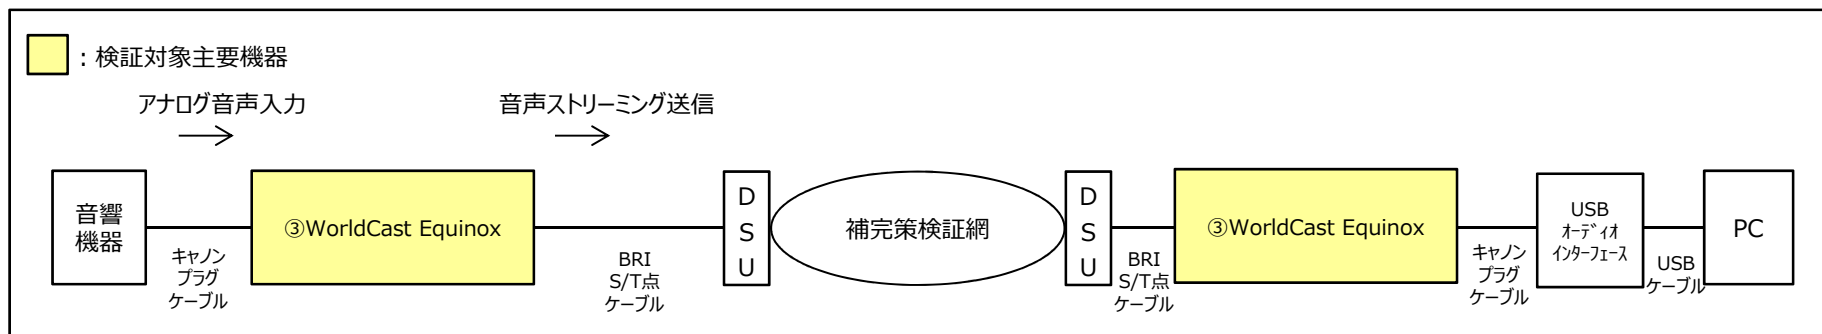 ：検証対象主要機器
アナログ音声入力
音声ストリーミング送信
音響
機器
キャノン
プラグ
ケーブル
③WorldCast Equinox
BRI
S/T点
ケーブル
D
S
U
補完策検証網
D
S
U
BRI
S/T点
ケーブル
③WorldCast Equinox
キャノン
プラグ
ケーブル
USB
ｵｰﾃﾞｨｵ
ｲﾝﾀｰﾌｪｰｽ
USB
ケーブル
PC